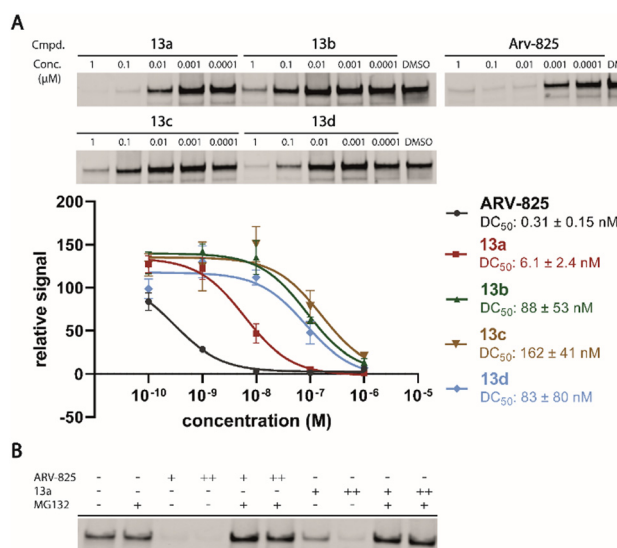 A
Cmpd. 13a 13b Arv-825
Conc. (μM) 1 0.1 0.01 0.001 0.0001 1 0.1 0.01 0.001 0.0001 DMSO 1 0.1 0.01 0.001 0.0001
13c 13d
1 0.1 0.01 0.001 0.0001 1 0.1 0.01 0.001 0.0001 DMSO
200
150
100
50
0
-50
relative signal
10-10 10-9 10-8 10-7 10-6 10-5
concentration (M)
ARV-825
DC50: 0.31 ± 0.15 nM
13a
DC50: 6.1 ± 2.4 nM
13b
DC50: 88 ± 53 nM
13c
DC50: 162 ± 41 nM
13d
DC50: 83 ± 80 nM
B
ARV-825 - - + ++ + ++ - - - -
13a - - - - - - + ++ + ++
MG132 - + - - + + - - + +